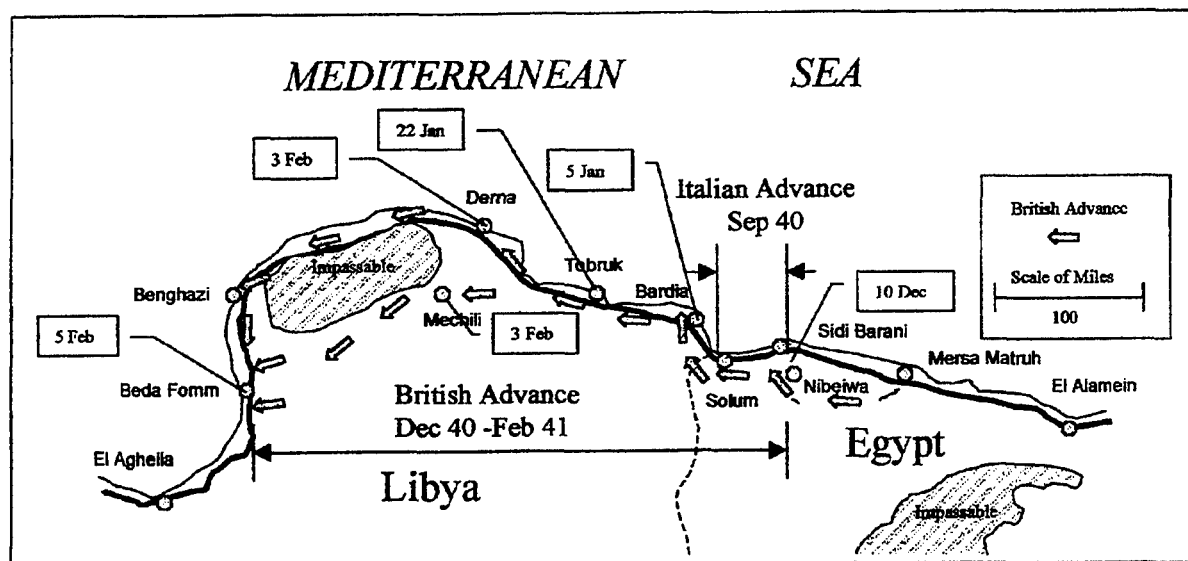 MEDITERRANEAN SEA
22 Jan
3 Feb
5 Jan
Italian Advance
Sep 40
Derna
British Advance
Scale of Miles
100
Impassable
Tobruk
Benghazi
Bardia
10 Dec
Mechili
3 Feb
Sidi Barani
5 Feb
Mersa Matruh
Beda Fomm
Solum
Nibeiwa
El Alamein
British Advance
Dec 40 -Feb 41
El Agheila
Egypt
Libya
Impassable